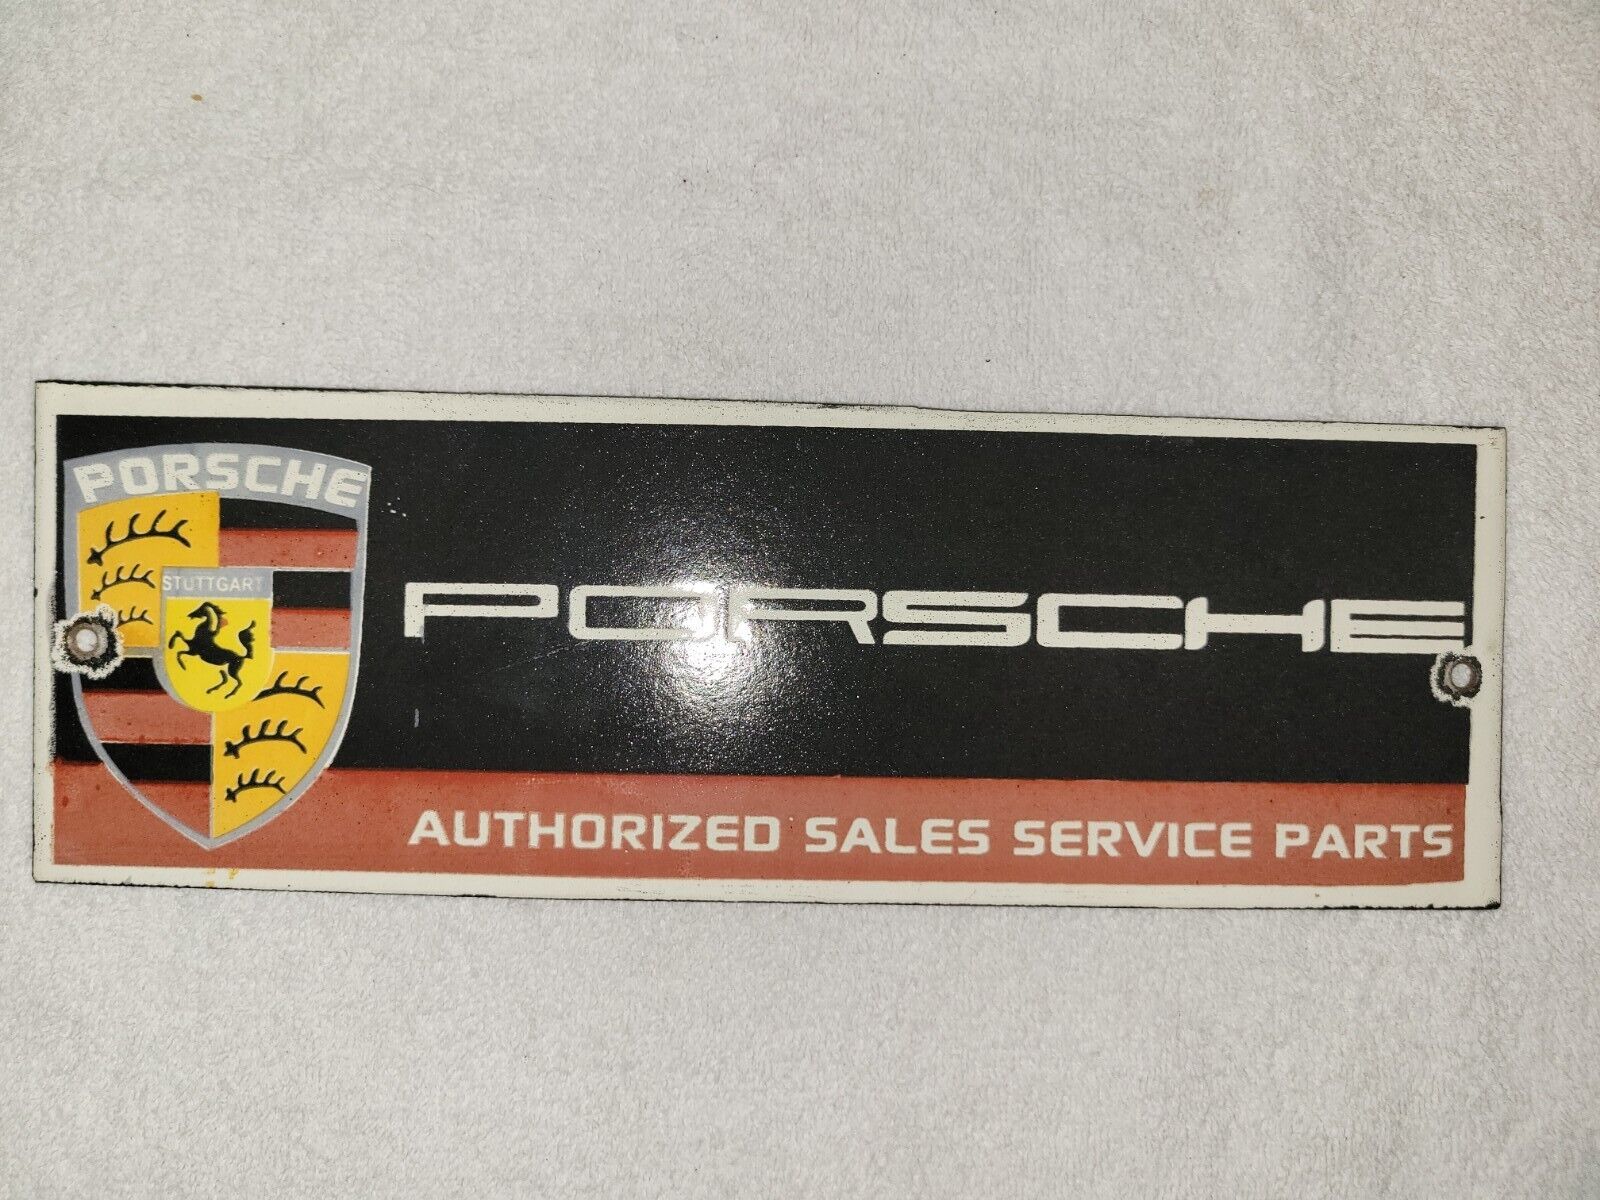 PORSCHE
STUTTGART
PORSCHE
AUTHORIZED SALES SERVICE PARTS